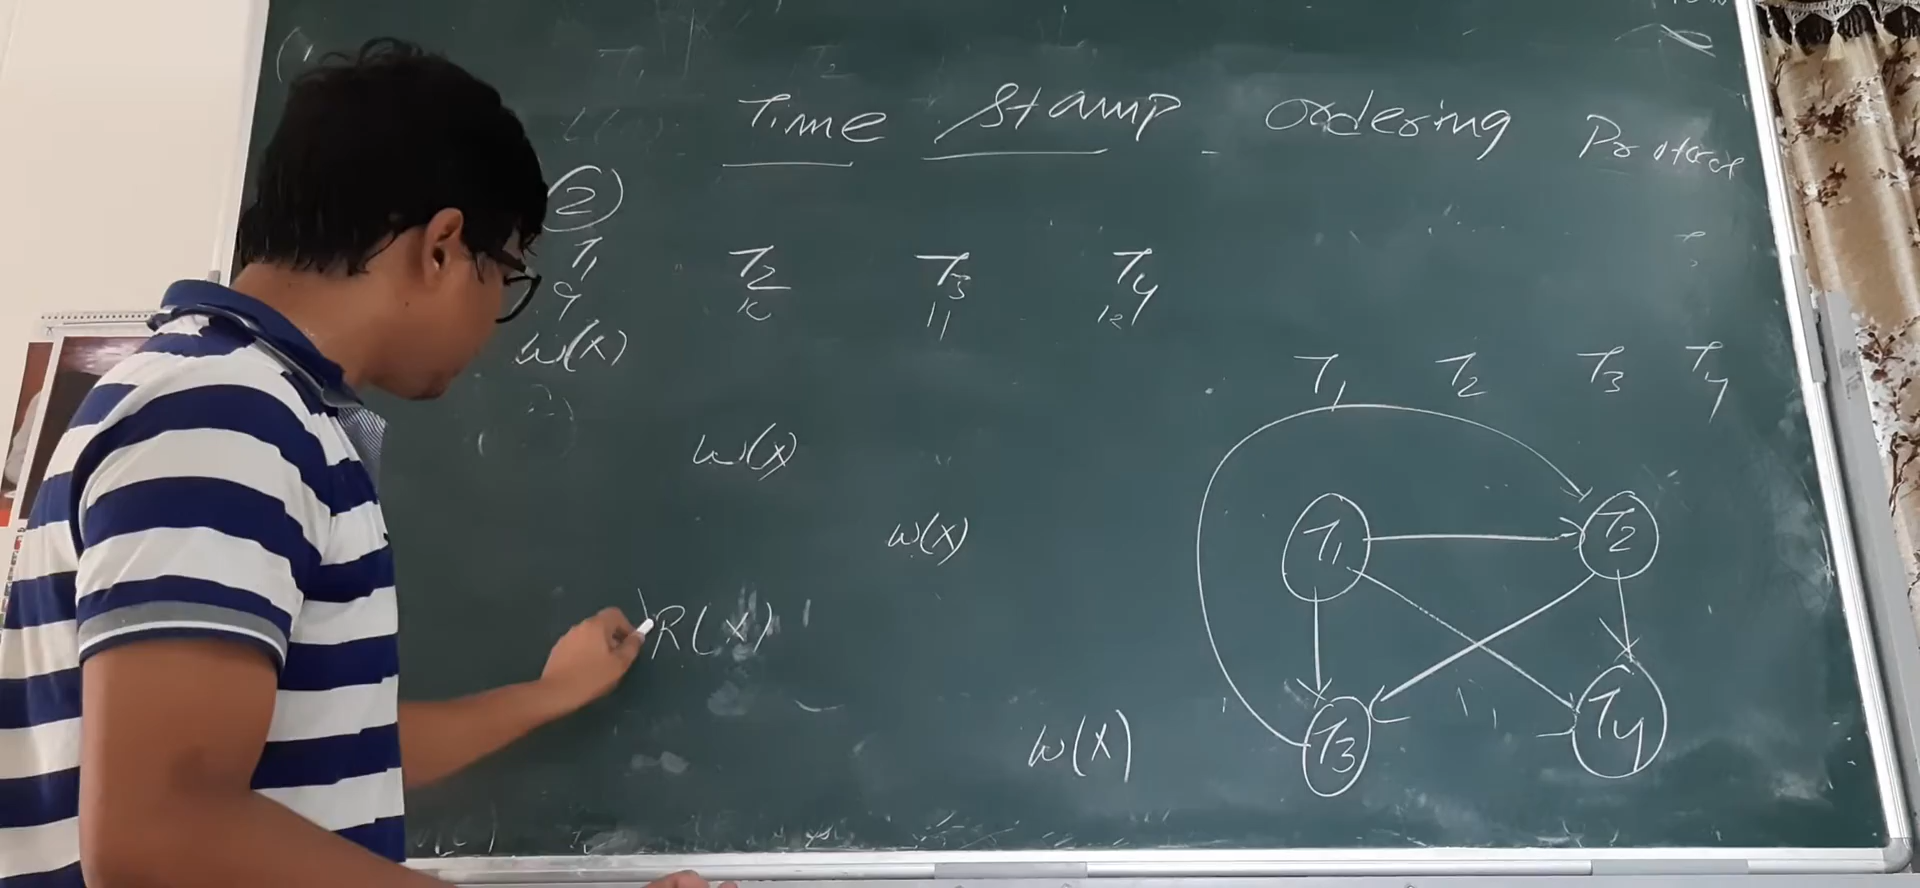 Time Stamp Ordering Protocol
2
T1 T2 T3 T4
9 10 11 12
W(X)
T1 T2 T3 T4
W(X)
W(X)
T1 T2
R(X)
W(X)
T3 T4